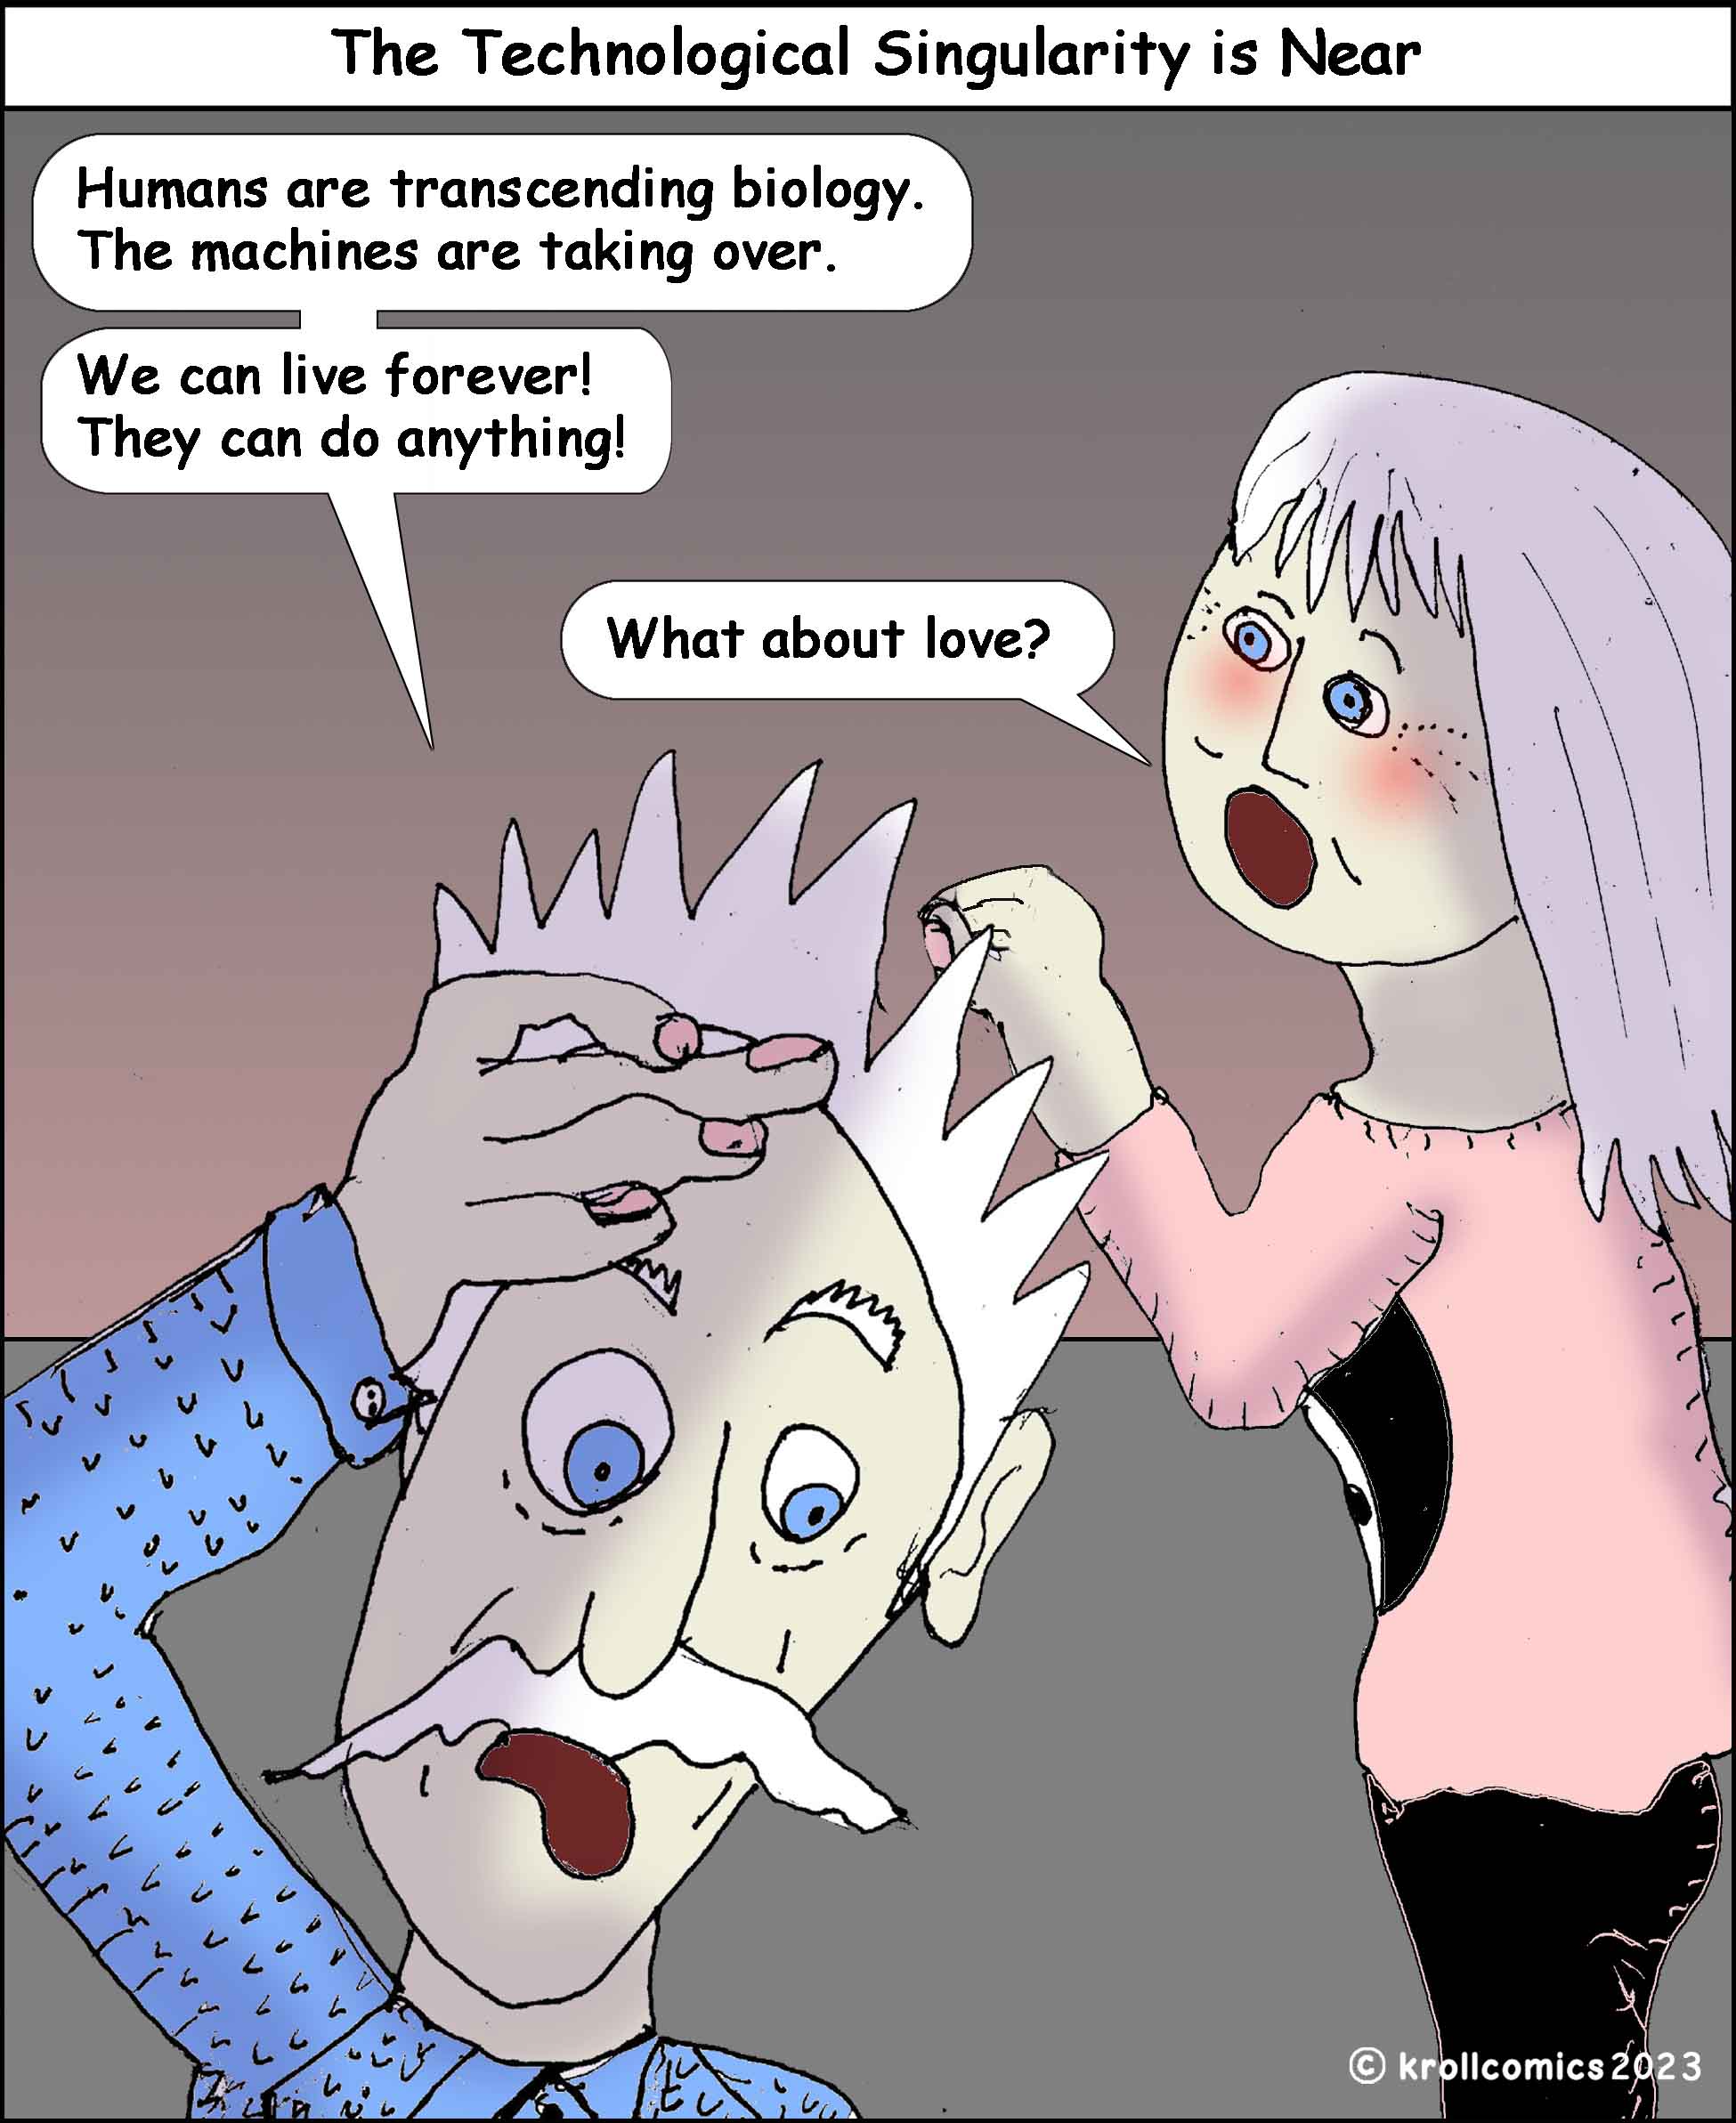 The Technological Singularity is Near
Humans are transcending biology.
The machines are taking over.
We can live forever!
They can do anything!
What about love?
© krollcomics2023